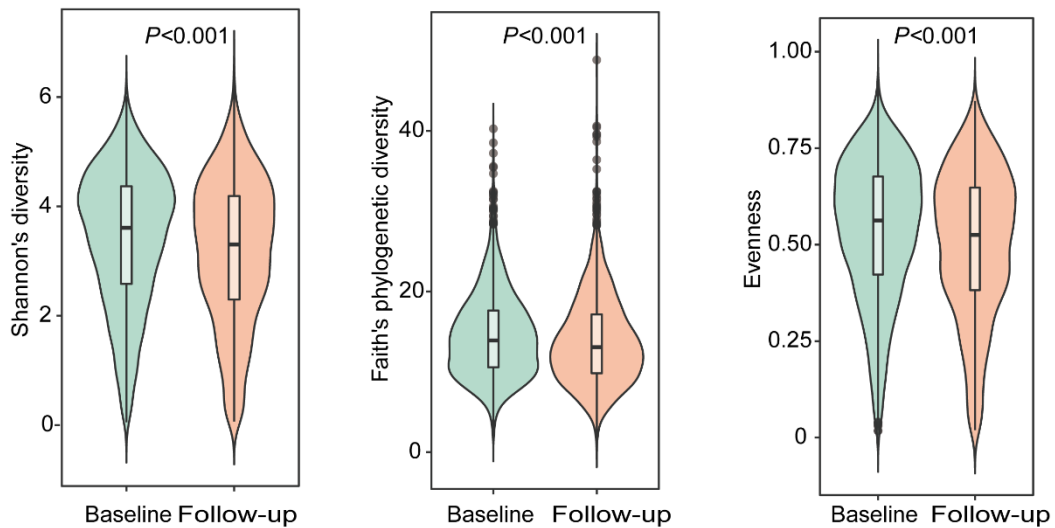 Shannon's diversity
6
4
2
0
P<0.001
Baseline Follow-up
Faith's phylogenetic diversity
40
20
0
P<0.001
Baseline Follow-up
Evenness
1.00
0.75
0.50
0.25
0
P<0.001
Baseline Follow-up